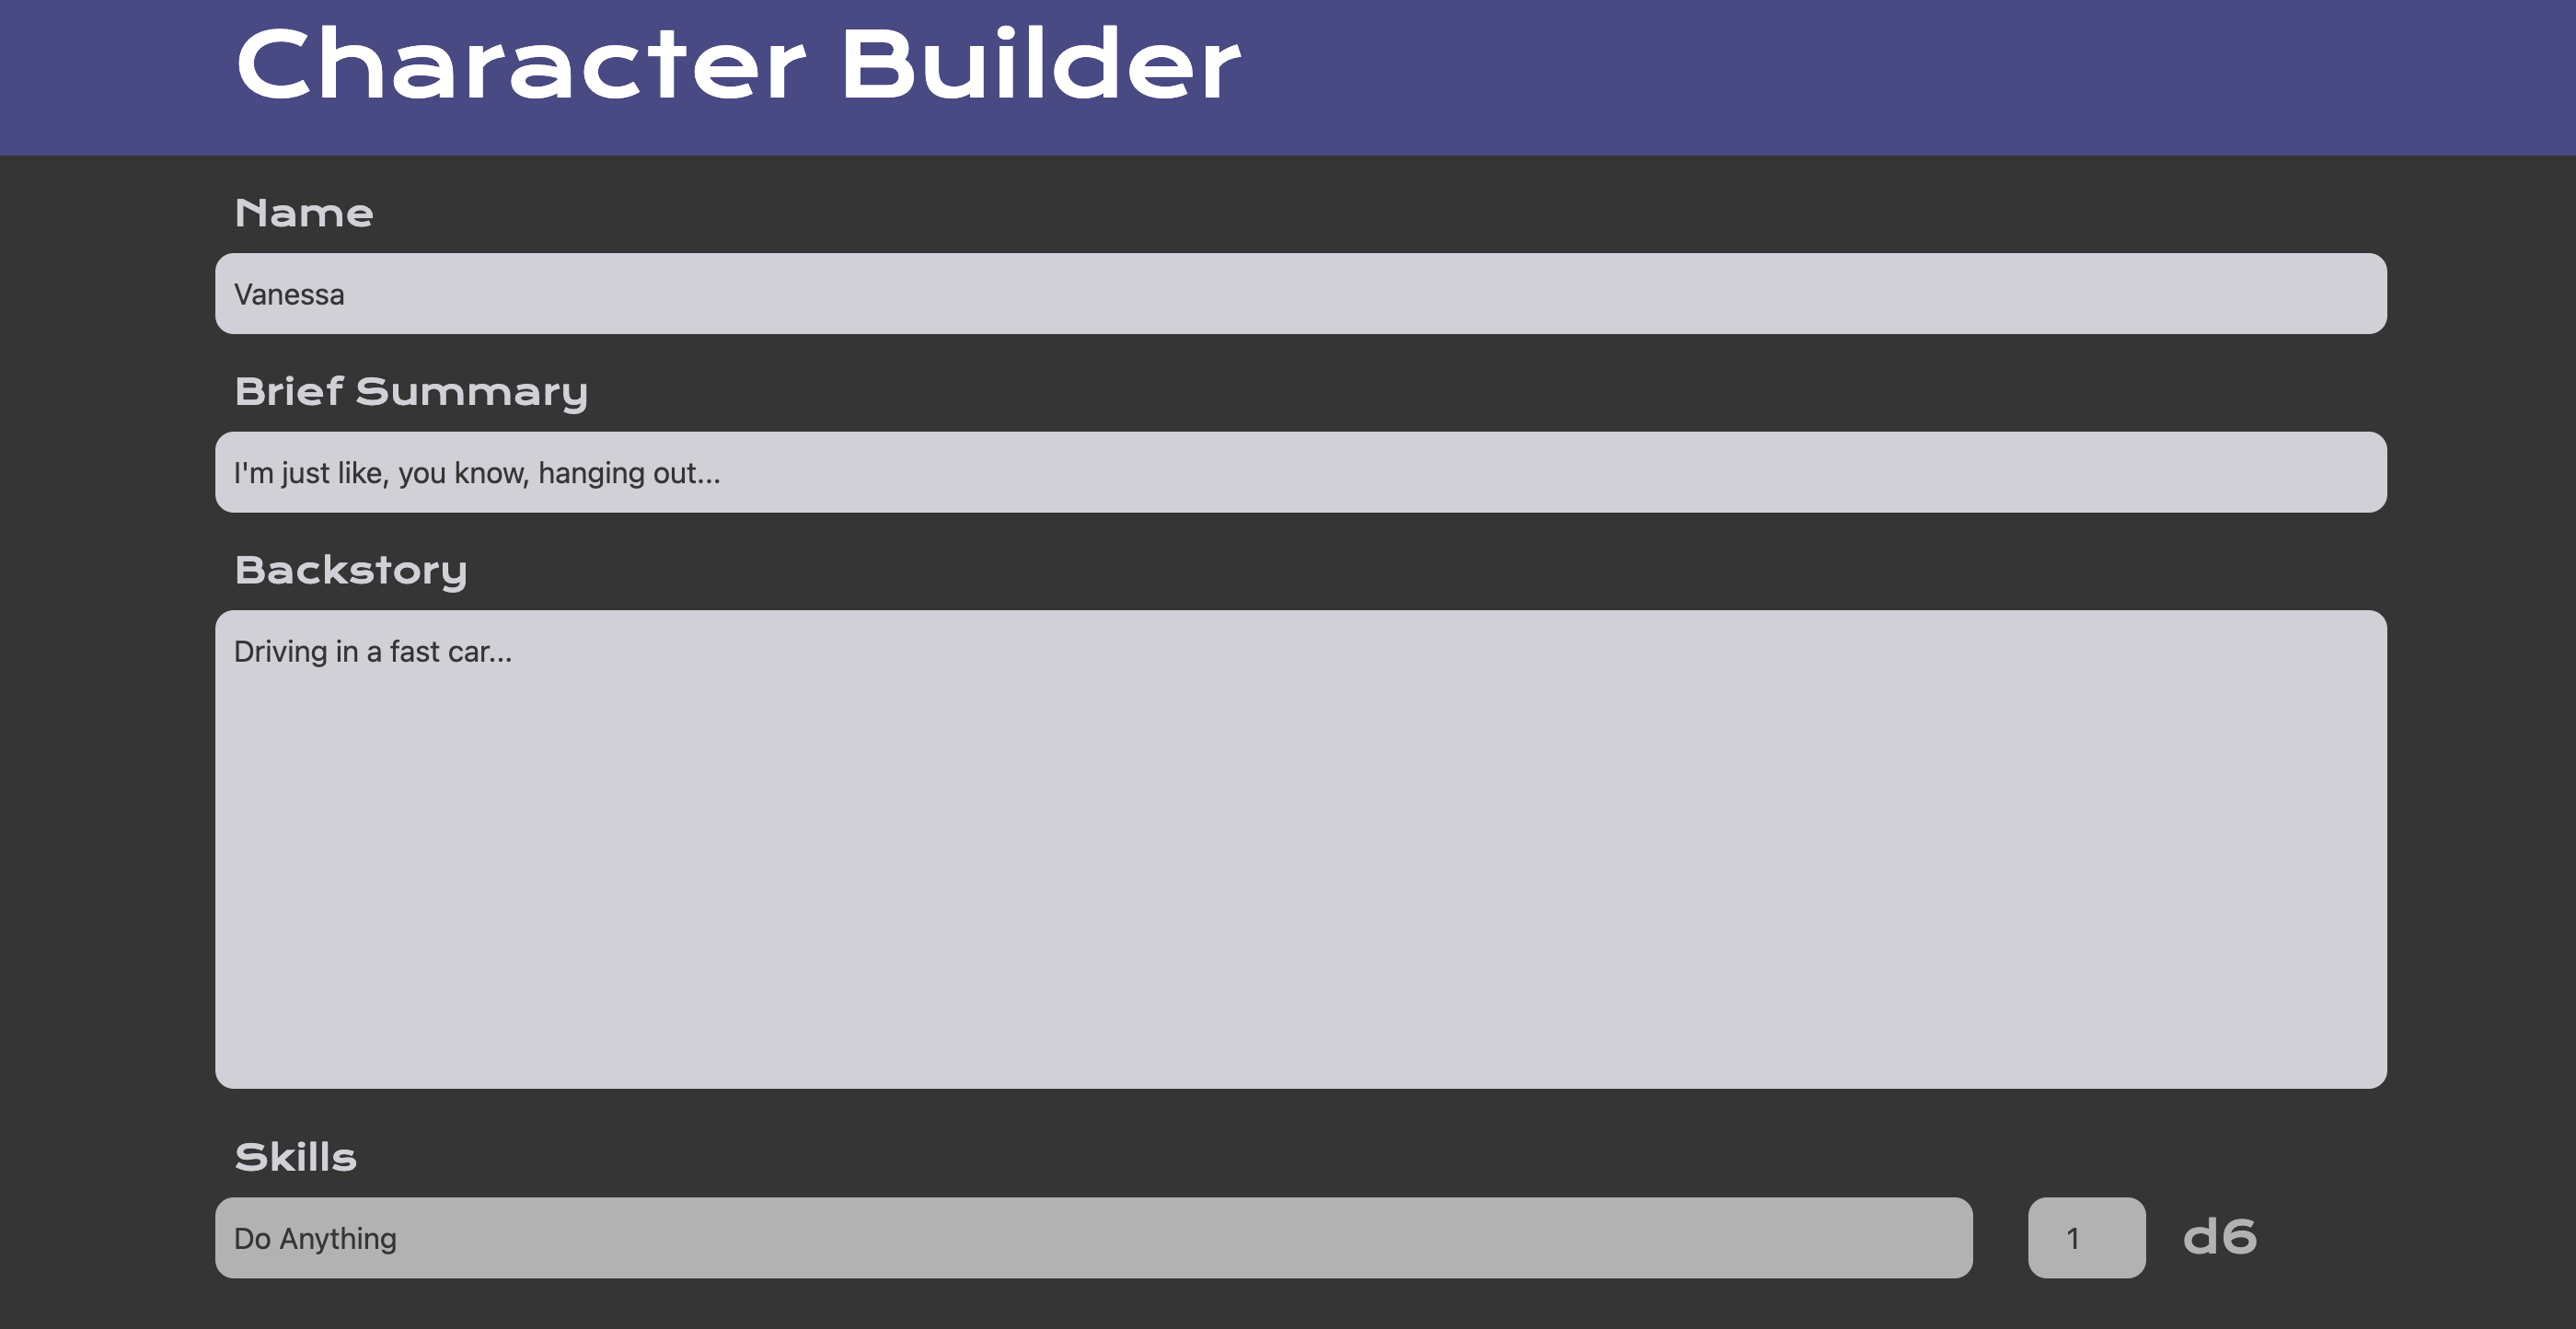 Character Builder
Name
Vanessa
Brief Summary
I'm just like, you know, hanging out...
Backstory
Driving in a fast car...
Skills
Do Anything 1 d6